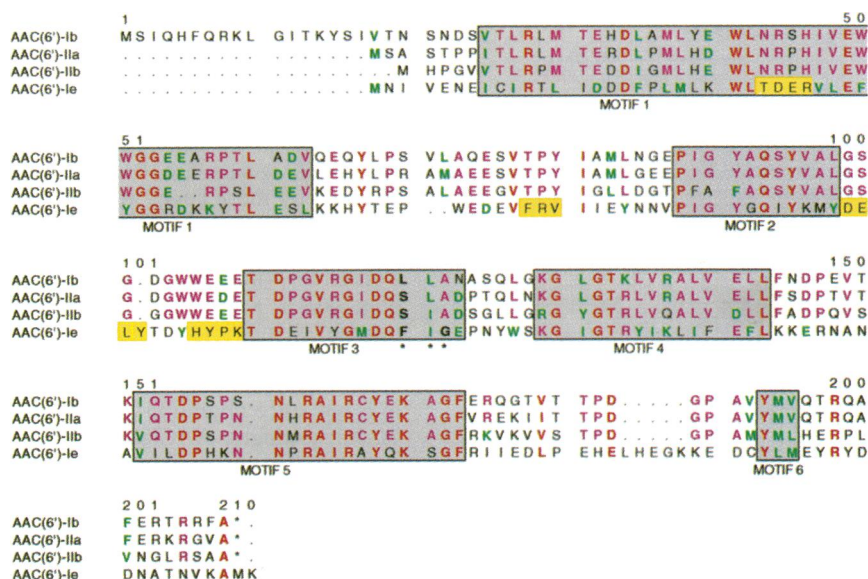 1 50
AAC(6')-Ib MSIQHFQRKL GITKYSIVTN SNDSVTLRLM TEHDLAMLYE WLNRSHIVEW
AAC(6')-IIa .......... .......MSA STPPITLRLM TERDLPMLHD WLNRPHIVEW
AAC(6')-IIb .......... .........M HPGVVTLRPM TEDDIGMLHE WLNRPHIVEW
AAC(6')-Ie .......... .......MNI VENEICIRTL IDDDFPLMLK WLTDERVLEF
MOTIF 1
51 100
AAC(6')-Ib WGGEEARPTL ADVQEQYLPS VLAQESVTPY IAMLNGEPIG YAQSYVALGS
AAC(6')-IIa WGGDEERPTL DEVLEHYLPR AMAEESVTPY IAMLGEEPIG YAQSYVALGS
AAC(6')-IIb WGGE..RPSL EEVKEDYRPS ALAEEGVTPY IGLLDGTPFA FAQSYVALGS
AAC(6')-Ie YGGRDKKYTL ESLKKHYTEP ..WEDEVFRV IIEYNNVPIG YGQIYKMYDE
MOTIF 1 MOTIF 2
101 150
AAC(6')-Ib G.DGWWEEET DPGVRGIDQL LANASQLGKG LGTKLVRALV ELLFNDPEVT
AAC(6')-IIa G.DGWWEDET DPGVRGIDQS LADPTQLNKG LGTRLVRALV ELLFSDPTVT
AAC(6')-IIb G.DGWWEEET DPGVRGIDQS IADSGLLGRG YGTRLVQALV DLLFADPQVS
AAC(6')-Ie LYTDYHYPKT DEIVYGMDQF IGEPNYWSKG IGTRYIKLIF EFLKKERNAN
MOTIF 3 * * * MOTIF 4
151 200
AAC(6')-Ib KIQTDPSPS. NLRAIRCYEK AGFERQGTVT TPD.....GP AVYMVQTRQA
AAC(6')-IIa KIQTDPTPN. NHRAIRCYEK AGFVREKIIT TPD.....GP AVYMVQTRQA
AAC(6')-IIb KVQTDPSPN. NMRAIRCYEK AGFRKVKVVS TPD.....GP AMYMLHERPL
AAC(6')-Ie AVILDPHKN. NPRAIRAYQK SGFRIIEDLP EHELHEGKKE DCYLMEYRYD
MOTIF 5 MOTIF 6
201 210
AAC(6')-Ib FERTRRFA*.
AAC(6')-IIa FERKRGVA*.
AAC(6')-IIb VNGLRSAA*.
AAC(6')-Ie DNATNVKAMK